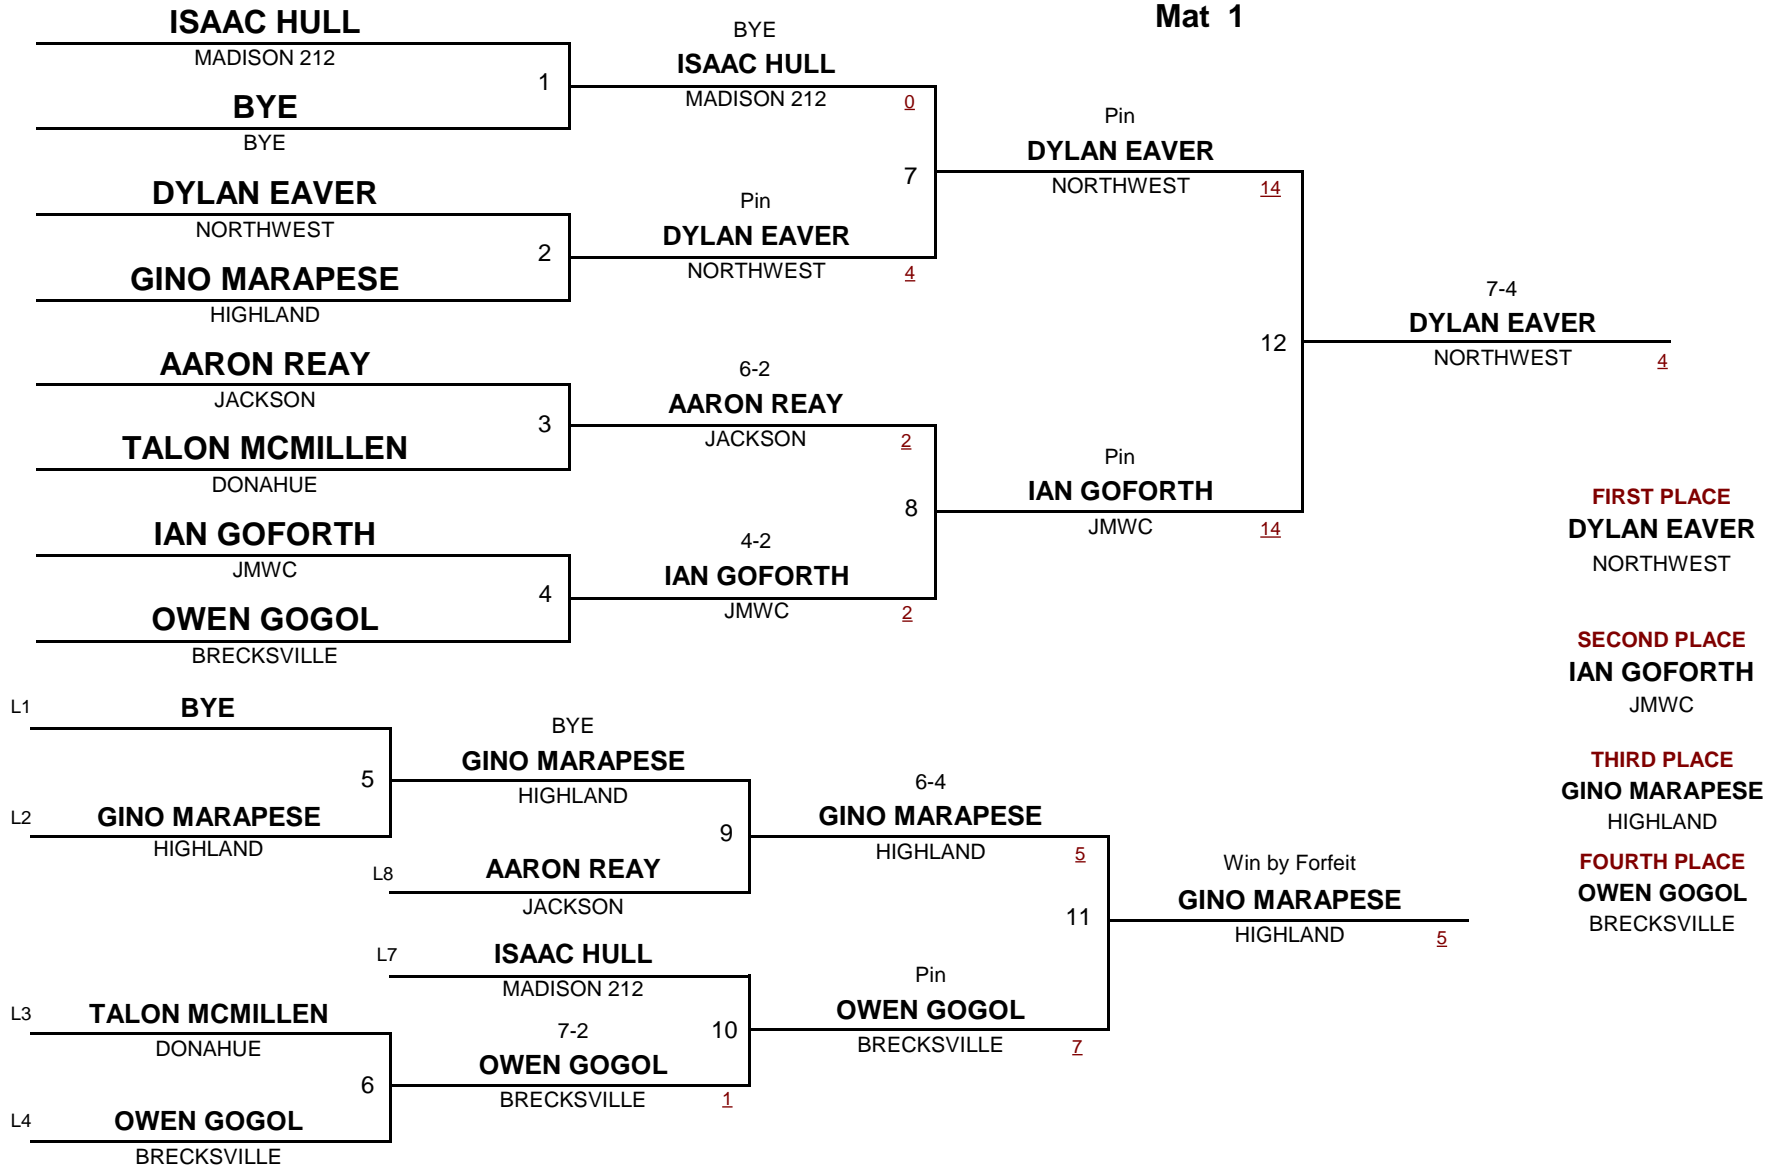 Mat 1
ISAAC HULL
MADISON 212
1
BYE
BYE
BYE
ISAAC HULL
MADISON 212
0
DYLAN EAVER
NORTHWEST
2
GINO MARAPESE
HIGHLAND
Pin
DYLAN EAVER
NORTHWEST
4
7
Pin
DYLAN EAVER
NORTHWEST
14
AARON REAY
JACKSON
3
TALON MCMILLEN
DONAHUE
6-2
AARON REAY
JACKSON
2
IAN GOFORTH
JMWC
4
OWEN GOGOL
BRECKSVILLE
4-2
IAN GOFORTH
JMWC
2
8
Pin
IAN GOFORTH
JMWC
14
12
7-4
DYLAN EAVER
NORTHWEST
4
FIRST PLACE
DYLAN EAVER
NORTHWEST
SECOND PLACE
IAN GOFORTH
JMWC
THIRD PLACE
GINO MARAPESE
HIGHLAND
FOURTH PLACE
OWEN GOGOL
BRECKSVILLE
L1
BYE
5
L2
GINO MARAPESE
HIGHLAND
BYE
GINO MARAPESE
HIGHLAND
9
L8
AARON REAY
JACKSON
6-4
GINO MARAPESE
HIGHLAND
5
L7
ISAAC HULL
MADISON 212
10
L3
TALON MCMILLEN
DONAHUE
6
L4
OWEN GOGOL
BRECKSVILLE
7-2
OWEN GOGOL
BRECKSVILLE
1
Pin
OWEN GOGOL
BRECKSVILLE
7
11
Win by Forfeit
GINO MARAPESE
HIGHLAND
5